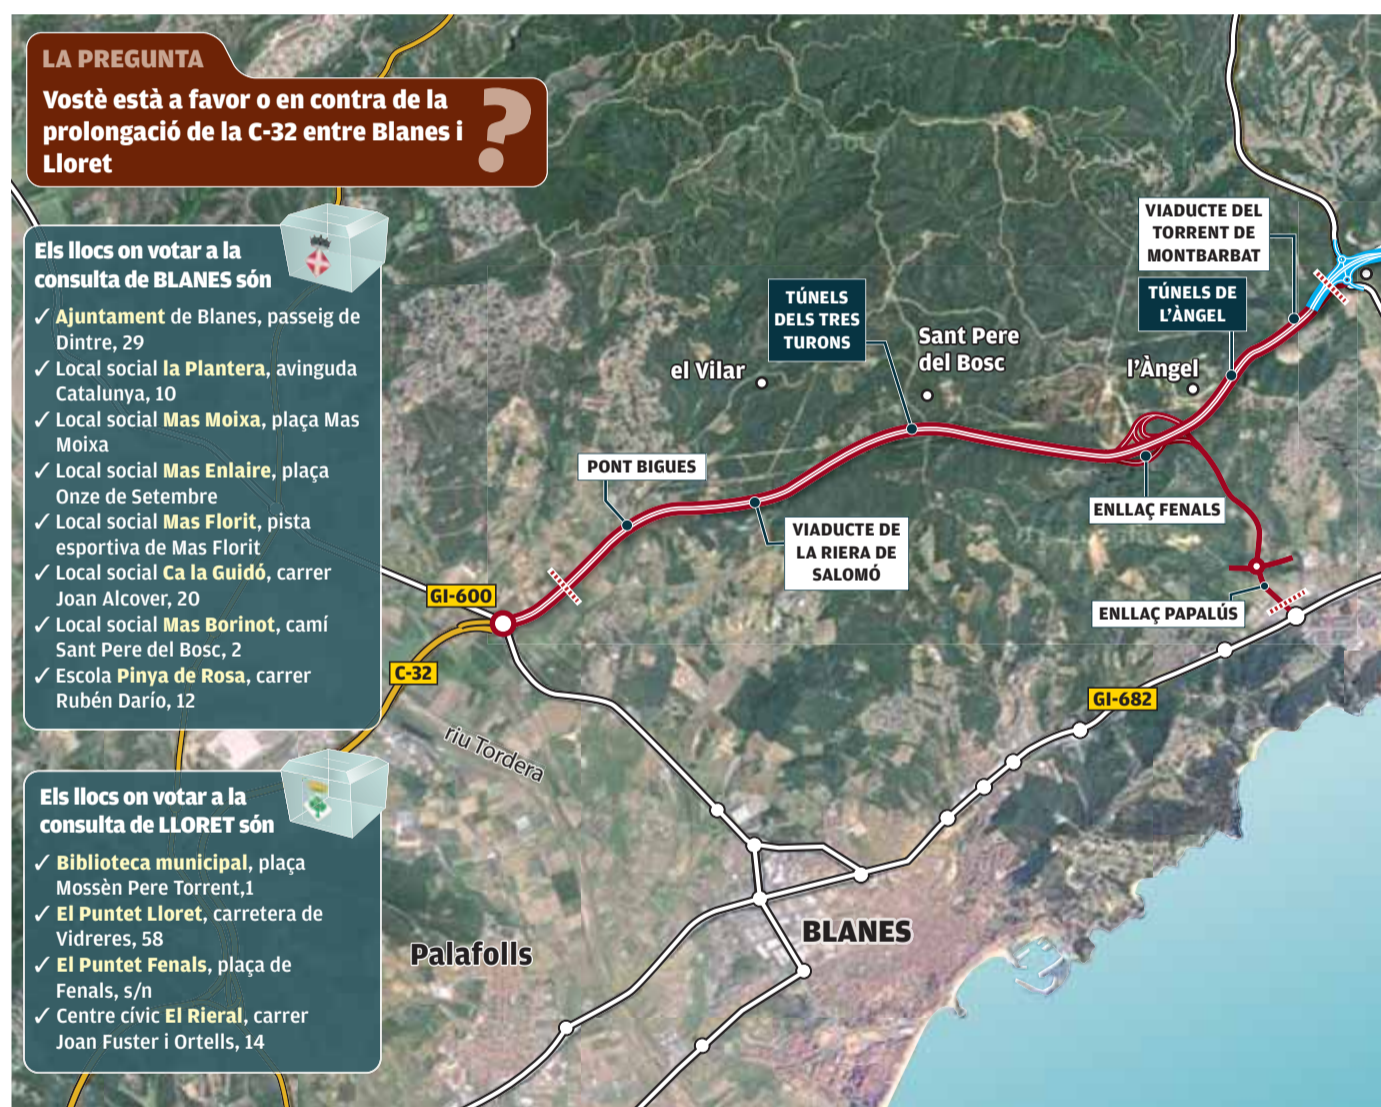 LA PREGUNTA
Vostè està a favor o en contra de la
prolongació de la C-32 entre Blanes i
Lloret
?
Els llocs on votar a la
consulta de BLANES són
✓ Ajuntament de Blanes, passeig de
Dintre, 29
✓ Local social la Plantera, avinguda
Catalunya, 10
✓ Local social Mas Moixa, plaça Mas
Moixa
✓ Local social Mas Enlaire, plaça
Onze de Setembre
✓ Local social Mas Florit, pista
esportiva de Mas Florit
✓ Local social Ca la Guidó, carrer
Joan Alcover, 20
✓ Local social Mas Borinot, camí
Sant Pere del Bosc, 2
✓ Escola Pinya de Rosa, carrer
Rubén Darío, 12
Els llocs on votar a la
consulta de LLORET són
✓ Biblioteca municipal, plaça
Mossèn Pere Torrent,1
✓ El Puntet Lloret, carretera de
Vidreres, 58
✓ El Puntet Fenals, plaça de
Fenals, s/n
✓ Centre cívic El Rieral, carrer
Joan Fuster i Ortells, 14
VIADUCTE DEL
TORRENT DE
MONTBARBAT
TÚNELS DE
L'ÀNGEL
TÚNELS
DELS TRES
TURONS
Sant Pere
del Bosc
el Vilar
l'Àngel
PONT BIGUES
ENLLAÇ FENALS
VIADUCTE DE
LA RIERA DE
SALOMÓ
GI-600
ENLLAÇ PAPALÚS
C-32
GI-682
riu Tordera
BLANES
Palafolls